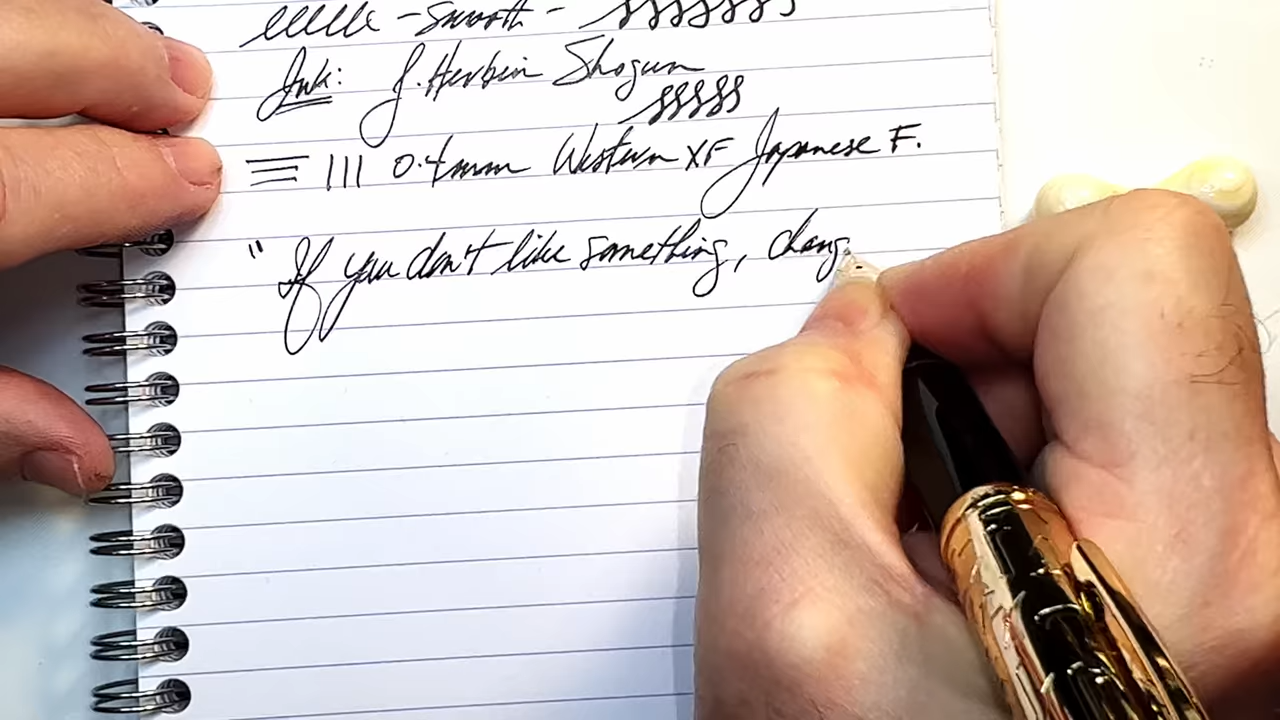 - Smooth -
Ink: J. Herbin Shogun
0.4mm Western XF Japanese F.
" If you don't like something, chang